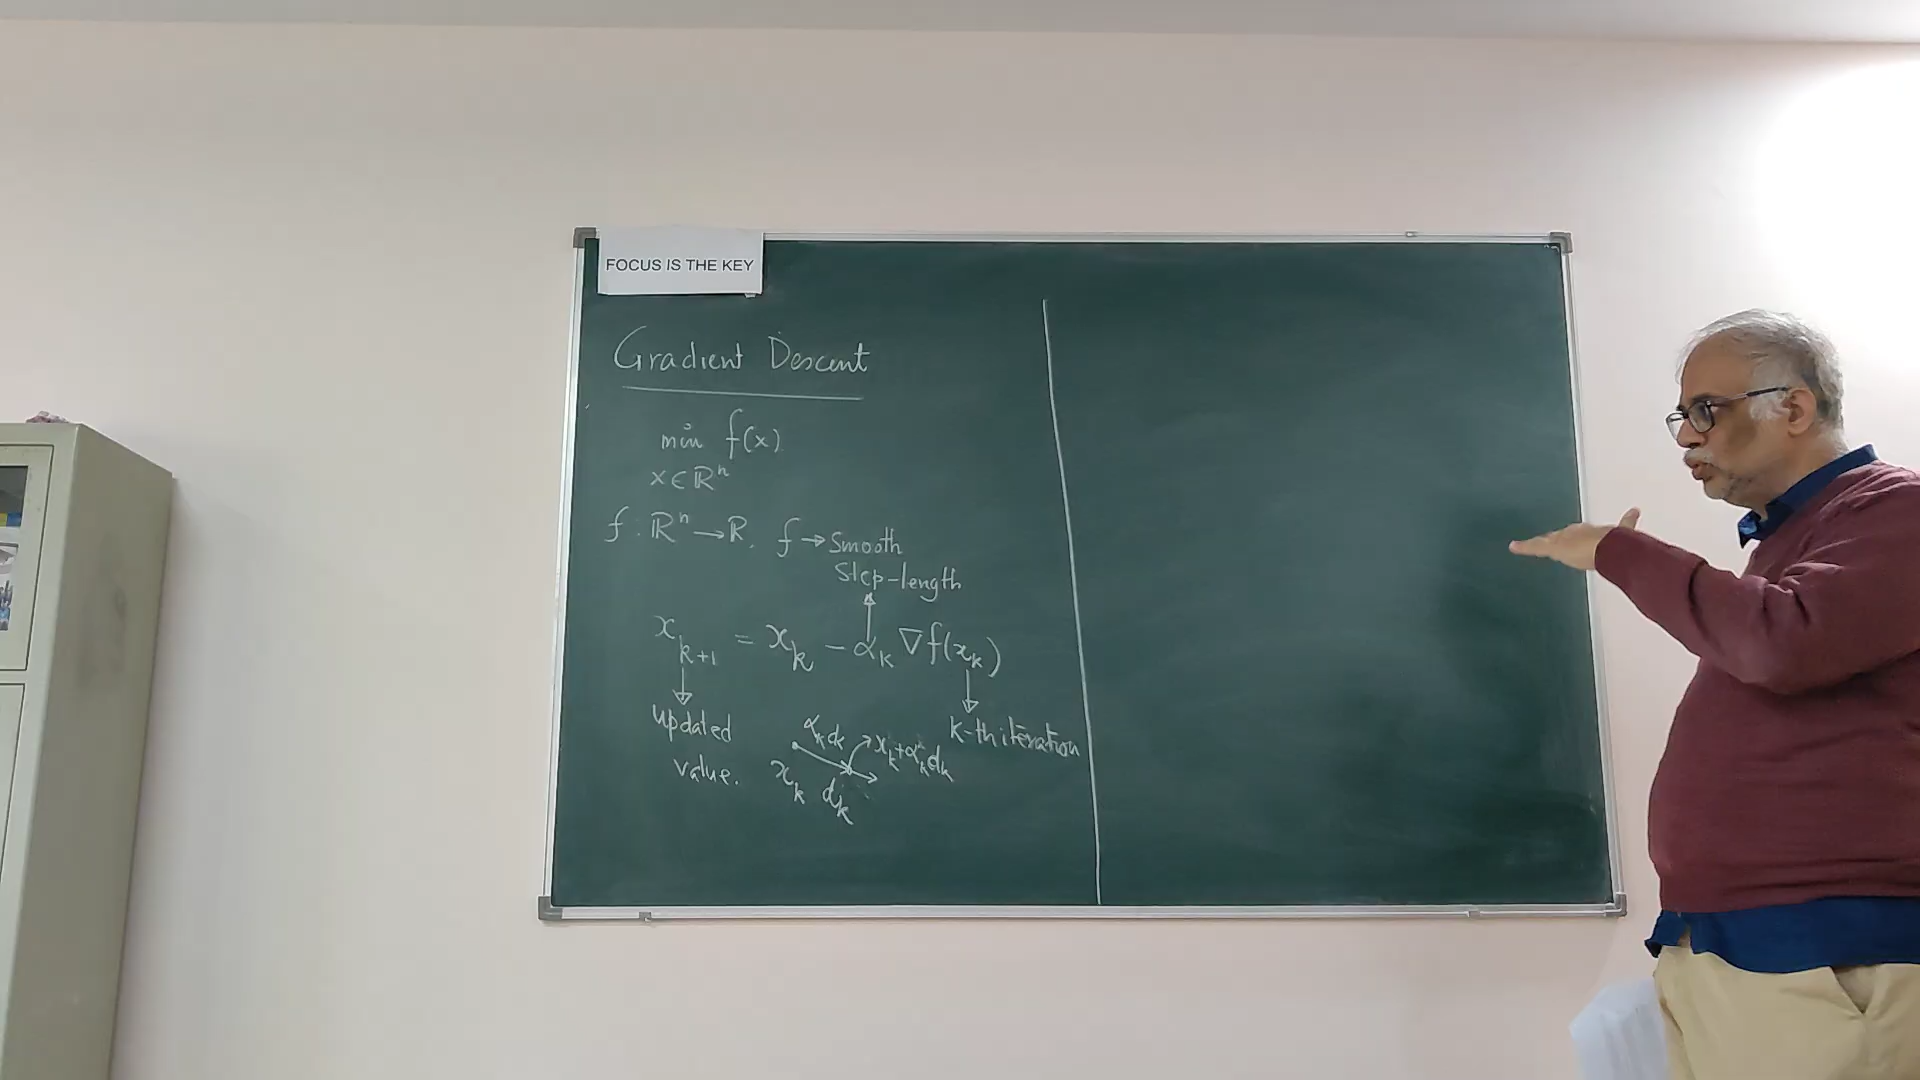 FOCUS IS THE KEY
Gradient Descent
min f(x)
x ∈ ℝⁿ
f : ℝⁿ → ℝ, f → Smooth
Step-length
x_{k+1} = x_k − α_k ∇f(x_k)
updated
value.
k-th iteration
α_k d_k
x_k + α_k d_k
x_k
d_k